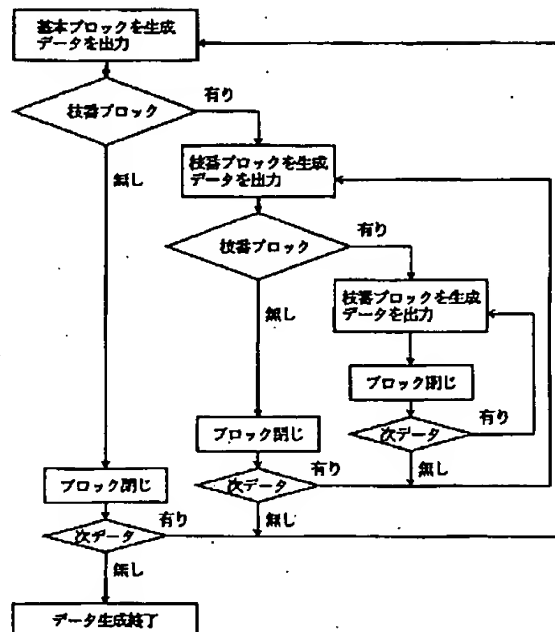 基本ブロックを生成
データを出力
枝番ブロック
有り
無し
枝番ブロックを生成
データを出力
枝番ブロック
有り
無し
枝番ブロックを生成
データを出力
ブロック閉じ
次データ
有り
無し
ブロック閉じ
次データ
有り
無し
ブロック閉じ
次データ
有り
無し
データ生成終了